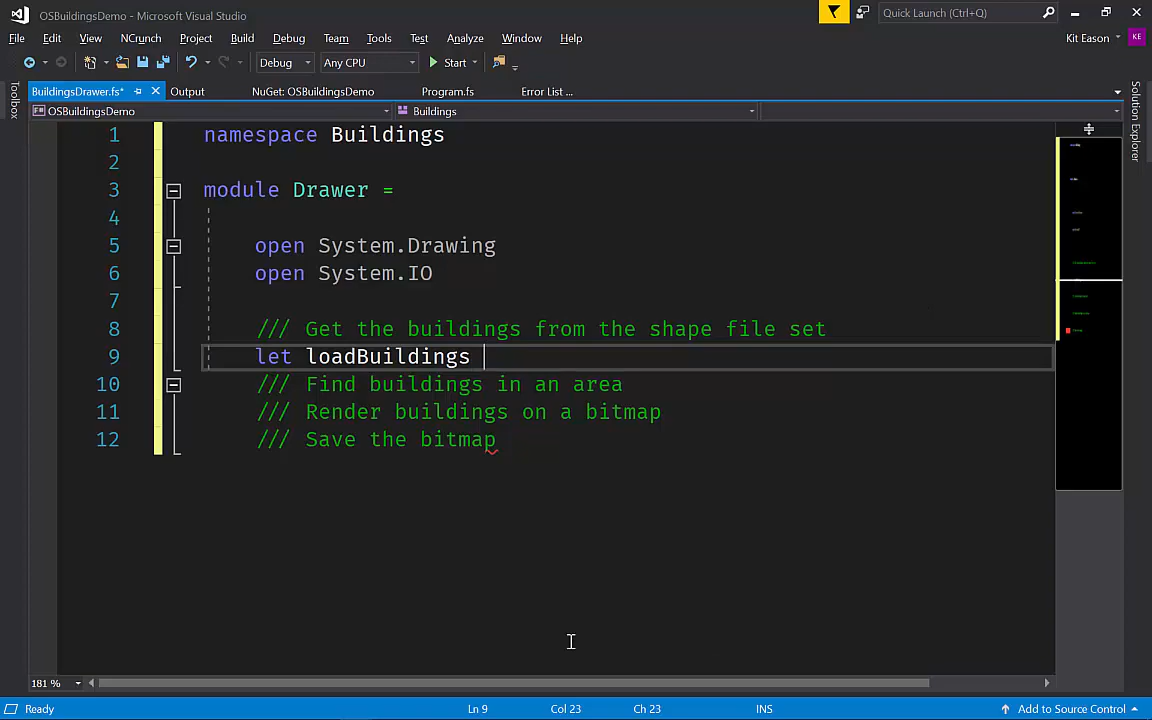 OSBuildingsDemo - Microsoft Visual Studio
Quick Launch (Ctrl+Q)
File Edit View NCrunch Project Build Debug Team Tools Test Analyze Window Help
Kit Eason KE
Debug Any CPU Start
Toolbox
BuildingsDrawer.fs* Output NuGet: OSBuildingsDemo Program.fs Error List ...
Solution Explorer
OSBuildingsDemo Buildings
1 namespace Buildings
2
3 module Drawer =
4
5 open System.Drawing
6 open System.IO
7
8 /// Get the buildings from the shape file set
9 let loadBuildings
10 /// Find buildings in an area
11 /// Render buildings on a bitmap
12 /// Save the bitmap
181 %
Ready Ln 9 Col 23 Ch 23 INS Add to Source Control